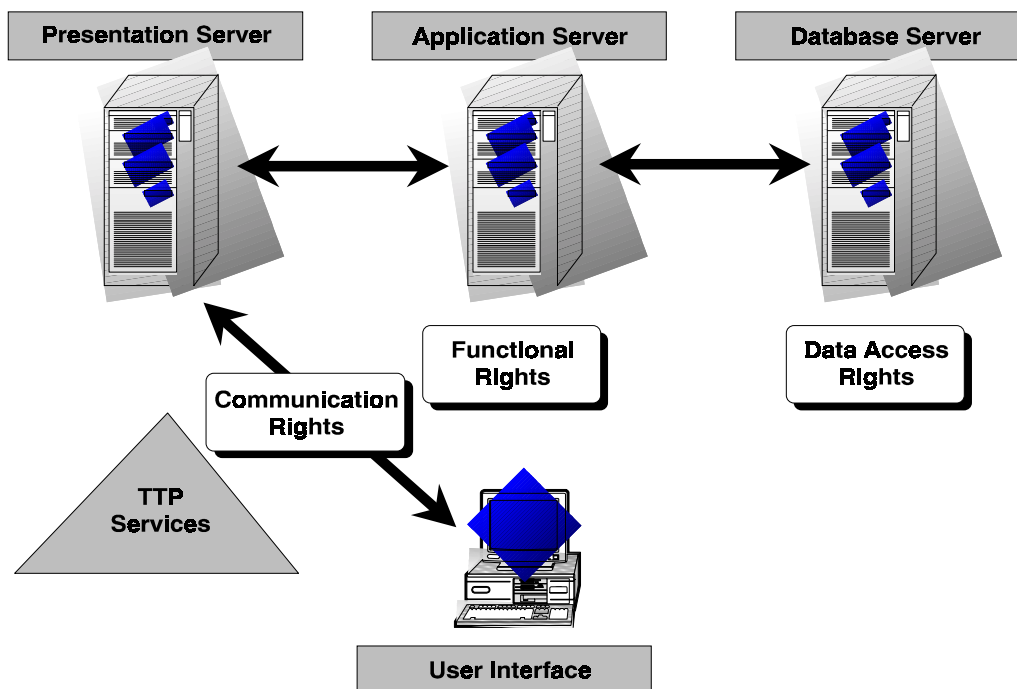 Presentation Server
Application Server
Database Server
Functional
Rights
Data Access
Rights
Communication
Rights
TTP
Services
User Interface